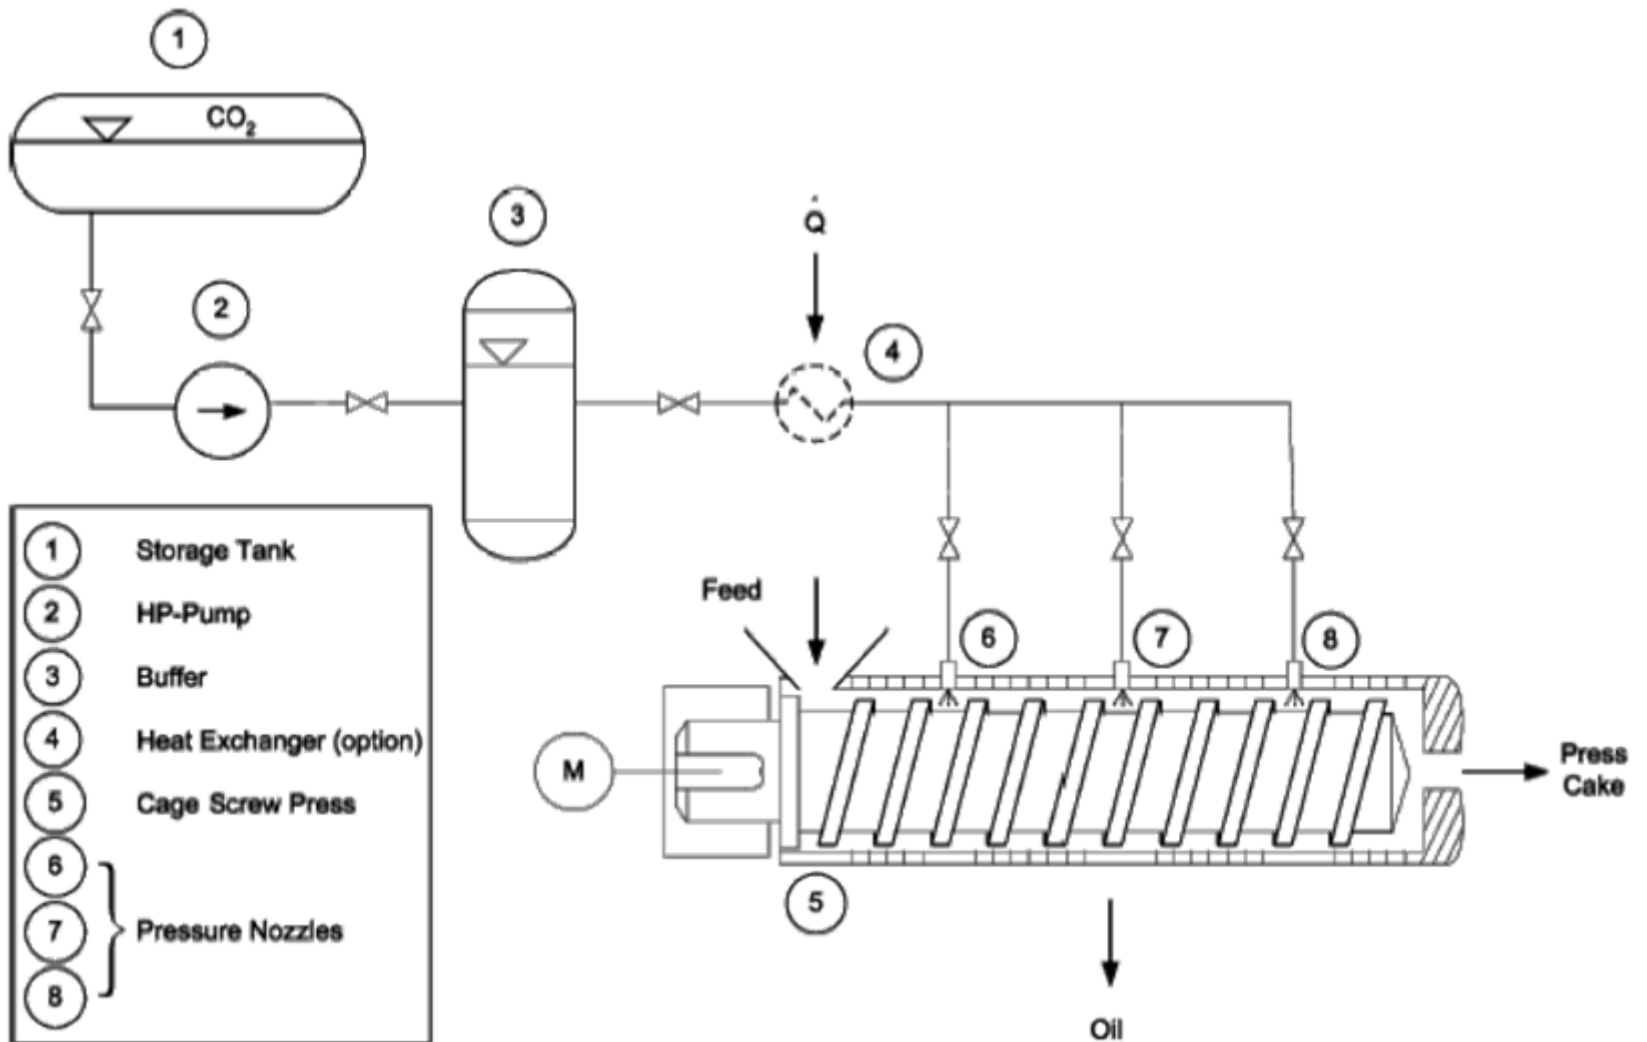 1
CO2
3
Q̇
2
4
1 Storage Tank
2 HP-Pump
3 Buffer
4 Heat Exchanger (option)
5 Cage Screw Press
6
7 Pressure Nozzles
8
Feed
6
7
8
M
Press
Cake
5
Oil